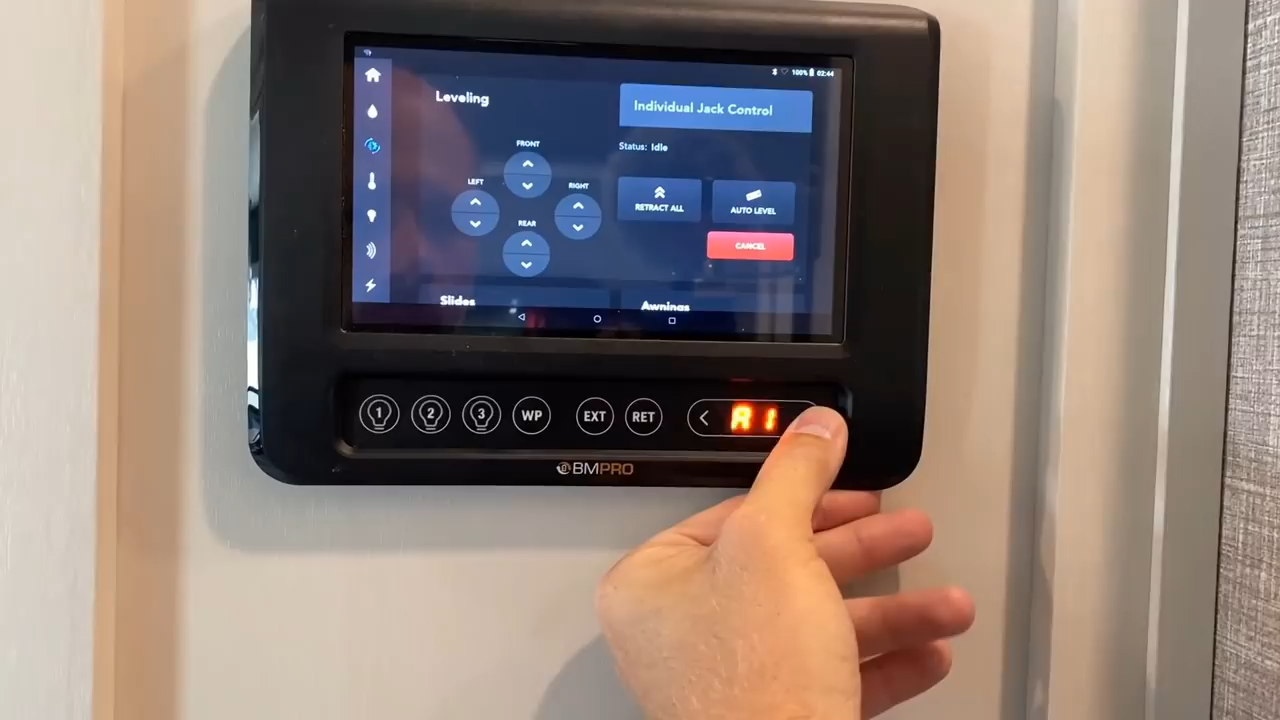 100% 02:44
Leveling
Individual Jack Control
FRONT
Status: Idle
LEFT
RIGHT
RETRACT ALL
AUTO LEVEL
REAR
CANCEL
Slides
Awnings
1 2 3 WP EXT RET A1
BMPRO